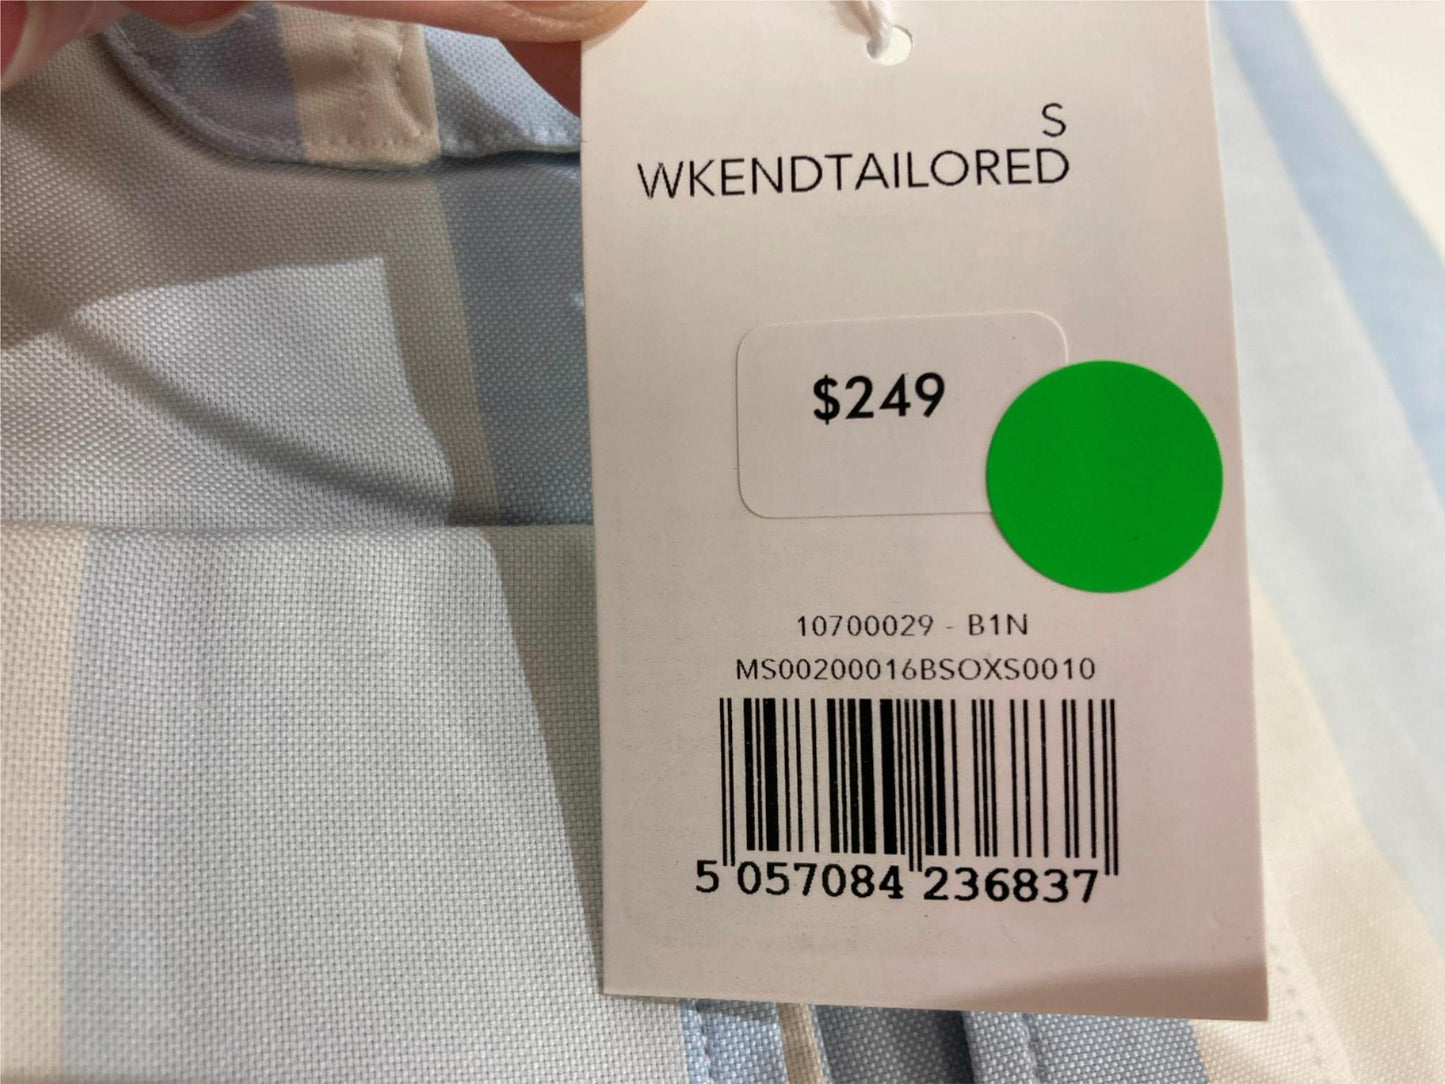 S
WKENDTAILORED
$249
10700029 - B1N
MS00200016BSOXS0010
5 057084 236837